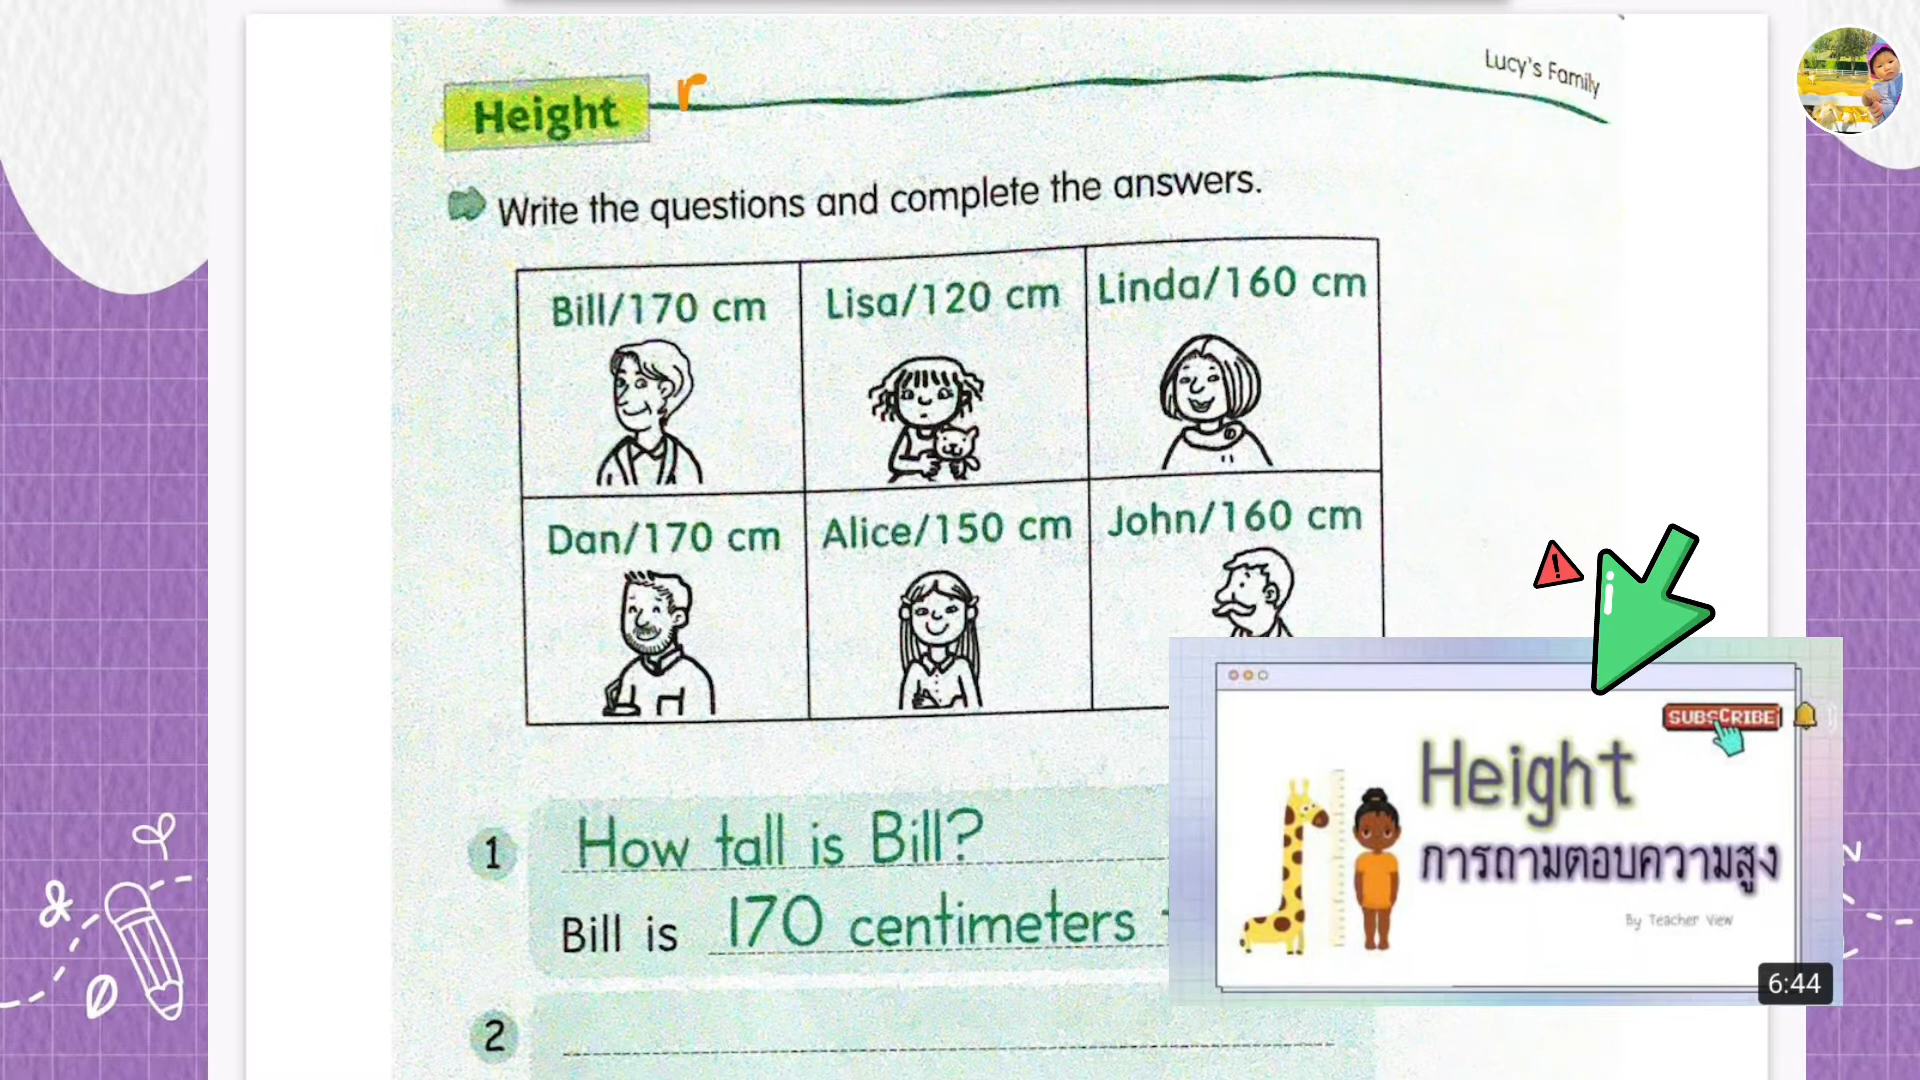 Lucy's Family
Height r
Write the questions and complete the answers.
Bill/170 cm
Lisa/120 cm
Linda/160 cm
Dan/170 cm
Alice/150 cm
John/160 cm
1
How tall is Bill?
Bill is 170 centimeters
2
SUBSCRIBE
Height
การถามตอบความสูง
By Teacher View
6:44